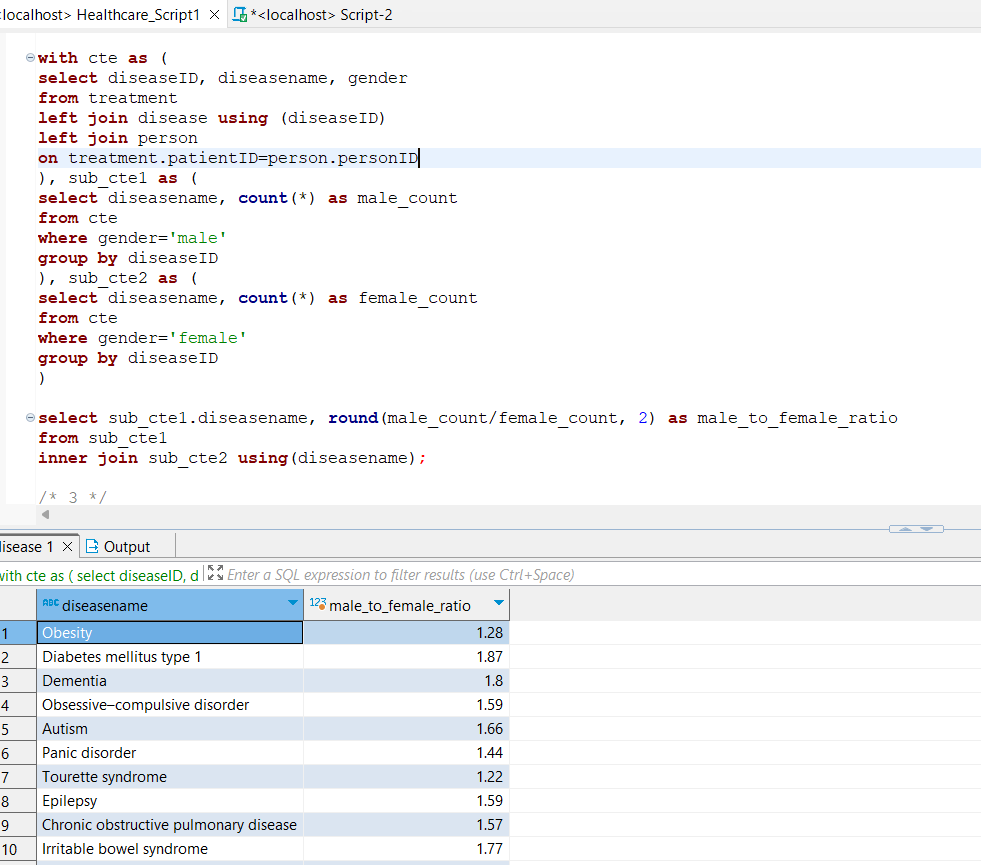 localhost> Healthcare_Script1 × *<localhost> Script-2
with cte as (
select diseaseID, diseasename, gender
from treatment
left join disease using (diseaseID)
left join person
on treatment.patientID=person.personID
), sub_cte1 as (
select diseasename, count(*) as male_count
from cte
where gender='male'
group by diseaseID
), sub_cte2 as (
select diseasename, count(*) as female_count
from cte
where gender='female'
group by diseaseID
)
select sub_cte1.diseasename, round(male_count/female_count, 2) as male_to_female_ratio
from sub_cte1
inner join sub_cte2 using(diseasename);
/* 3 */
isease 1 × Output
with cte as ( select diseaseID, d Enter a SQL expression to filter results (use Ctrl+Space)
ABC diseasename 123 male_to_female_ratio
1 Obesity 1.28
2 Diabetes mellitus type 1 1.87
3 Dementia 1.8
4 Obsessive–compulsive disorder 1.59
5 Autism 1.66
6 Panic disorder 1.44
7 Tourette syndrome 1.22
8 Epilepsy 1.59
9 Chronic obstructive pulmonary disease 1.57
10 Irritable bowel syndrome 1.77